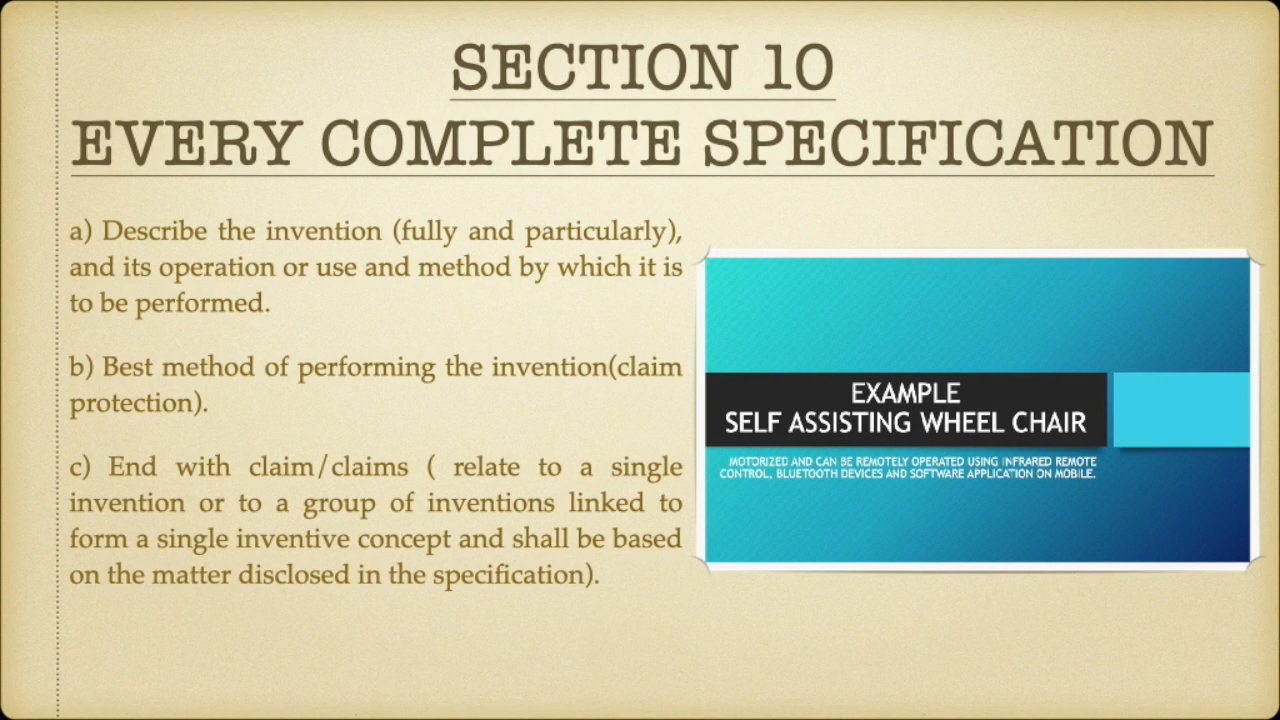 SECTION 10
EVERY COMPLETE SPECIFICATION
a) Describe the invention (fully and particularly),
and its operation or use and method by which it is
to be performed.
b) Best method of performing the invention(claim
protection).
c) End with claim/claims ( relate to a single
invention or to a group of inventions linked to
form a single inventive concept and shall be based
on the matter disclosed in the specification).
EXAMPLE
SELF ASSISTING WHEEL CHAIR
MOTORIZED AND CAN BE REMOTELY OPERATED USING INFRARED REMOTE
CONTROL, BLUETOOTH DEVICES AND SOFTWARE APPLICATION ON MOBILE.